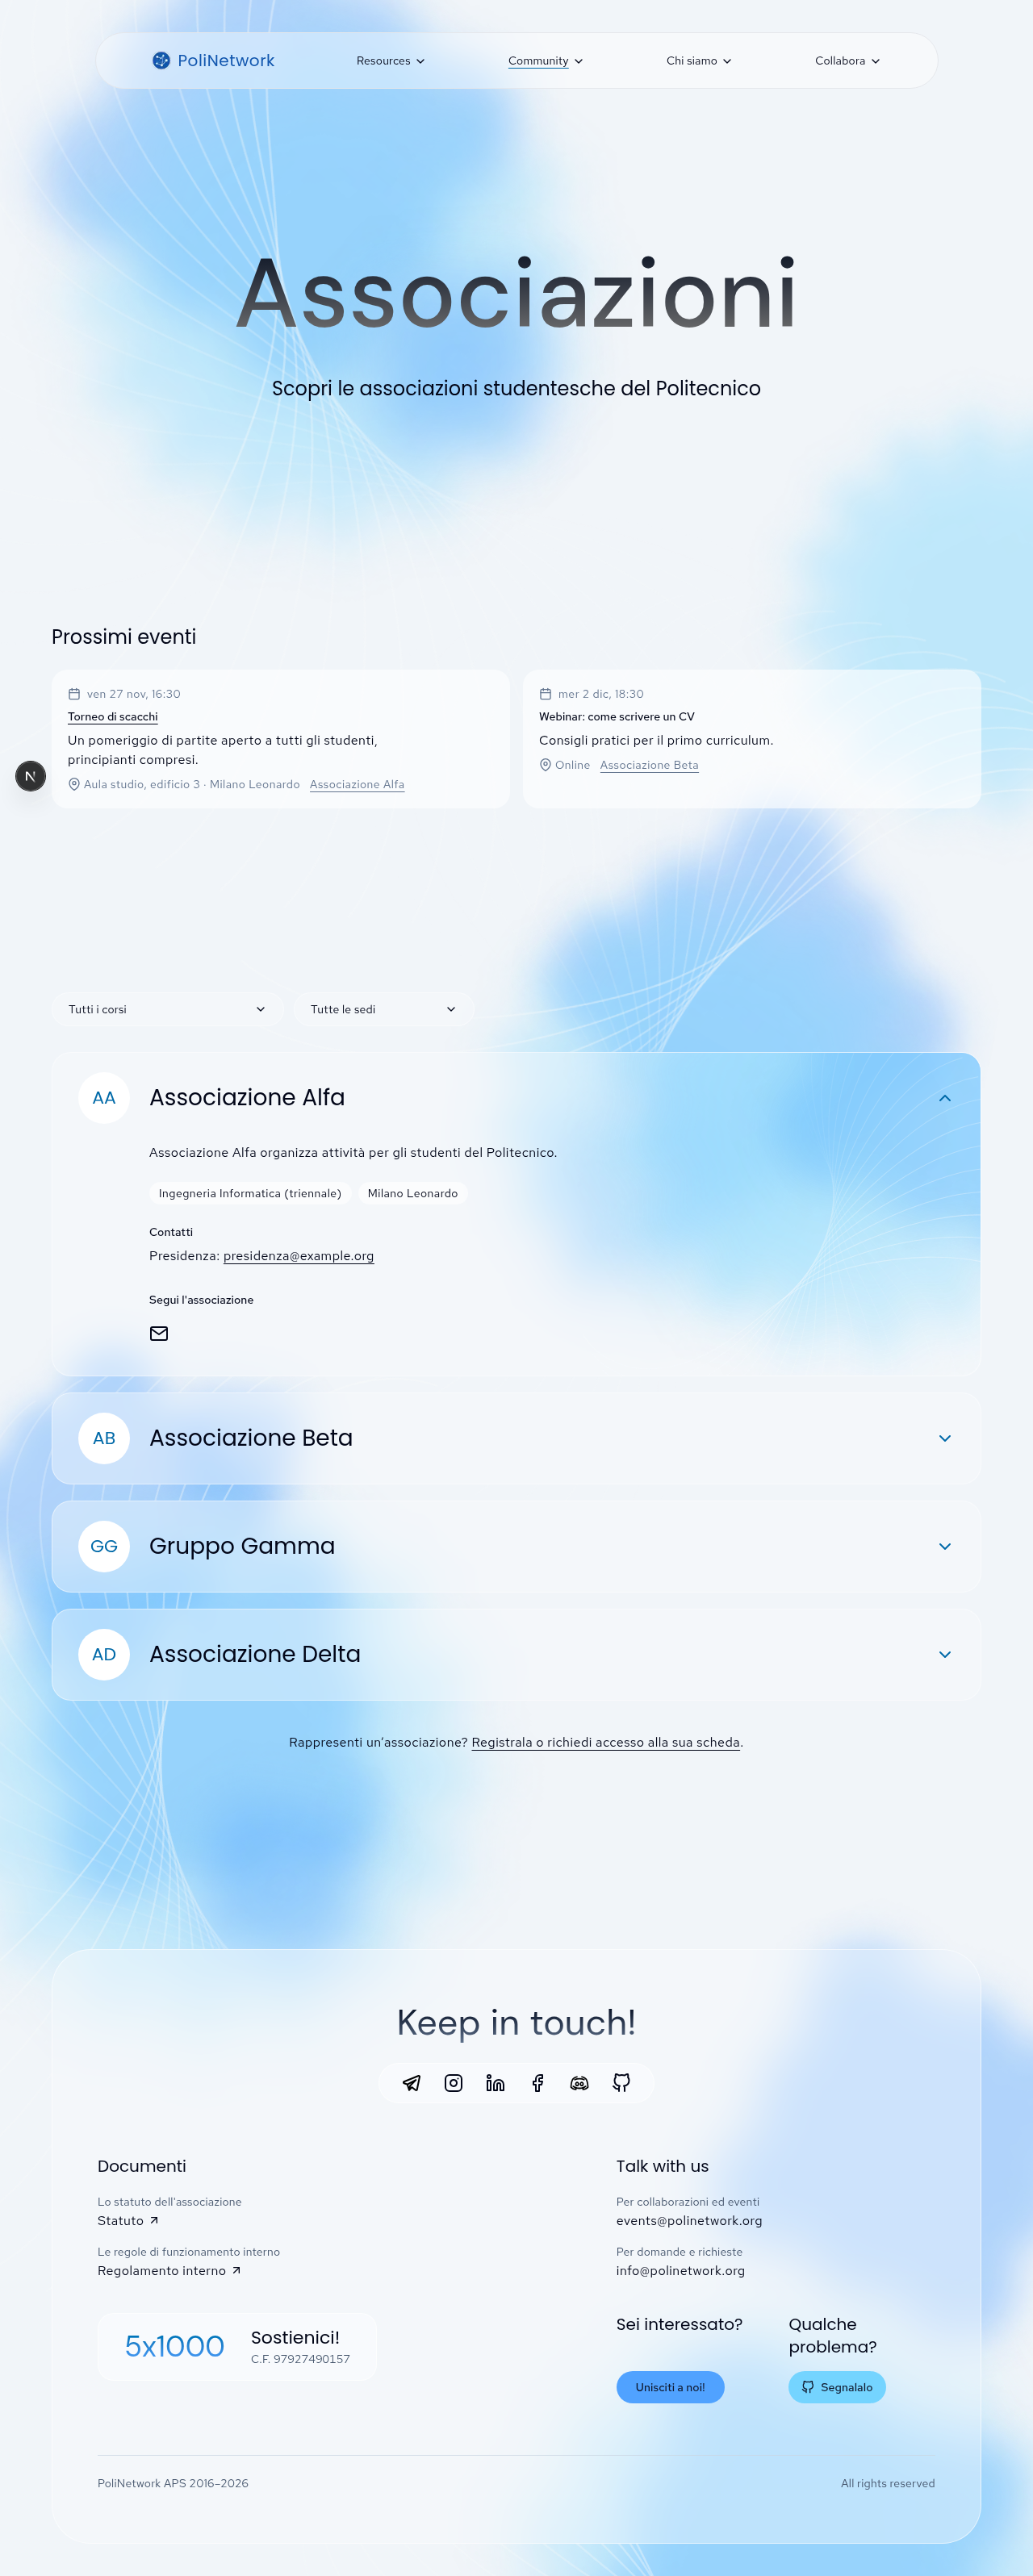 PoliNetwork
Resources
Community
Chi siamo
Collabora
Associazioni
Scopri le associazioni studentesche del Politecnico
Prossimi eventi
ven 27 nov, 16:30
Torneo di scacchi
Un pomeriggio di partite aperto a tutti gli studenti,
principianti compresi.
Aula studio, edificio 3 · Milano Leonardo Associazione Alfa
mer 2 dic, 18:30
Webinar: come scrivere un CV
Consigli pratici per il primo curriculum.
Online Associazione Beta
N
Tutti i corsi
Tutte le sedi
AA
Associazione Alfa
Associazione Alfa organizza attività per gli studenti del Politecnico.
Ingegneria Informatica (triennale)
Milano Leonardo
Contatti
Presidenza: presidenza@example.org
Segui l'associazione
AB
Associazione Beta
GG
Gruppo Gamma
AD
Associazione Delta
Rappresenti un’associazione? Registrala o richiedi accesso alla sua scheda.
Keep in touch!
Documenti
Lo statuto dell'associazione
Statuto
Le regole di funzionamento interno
Regolamento interno
5x1000
Sostienici!
C.F. 97927490157
Talk with us
Per collaborazioni ed eventi
events@polinetwork.org
Per domande e richieste
info@polinetwork.org
Sei interessato?
Unisciti a noi!
Qualche
problema?
Segnalalo
PoliNetwork APS 2016–2026
All rights reserved